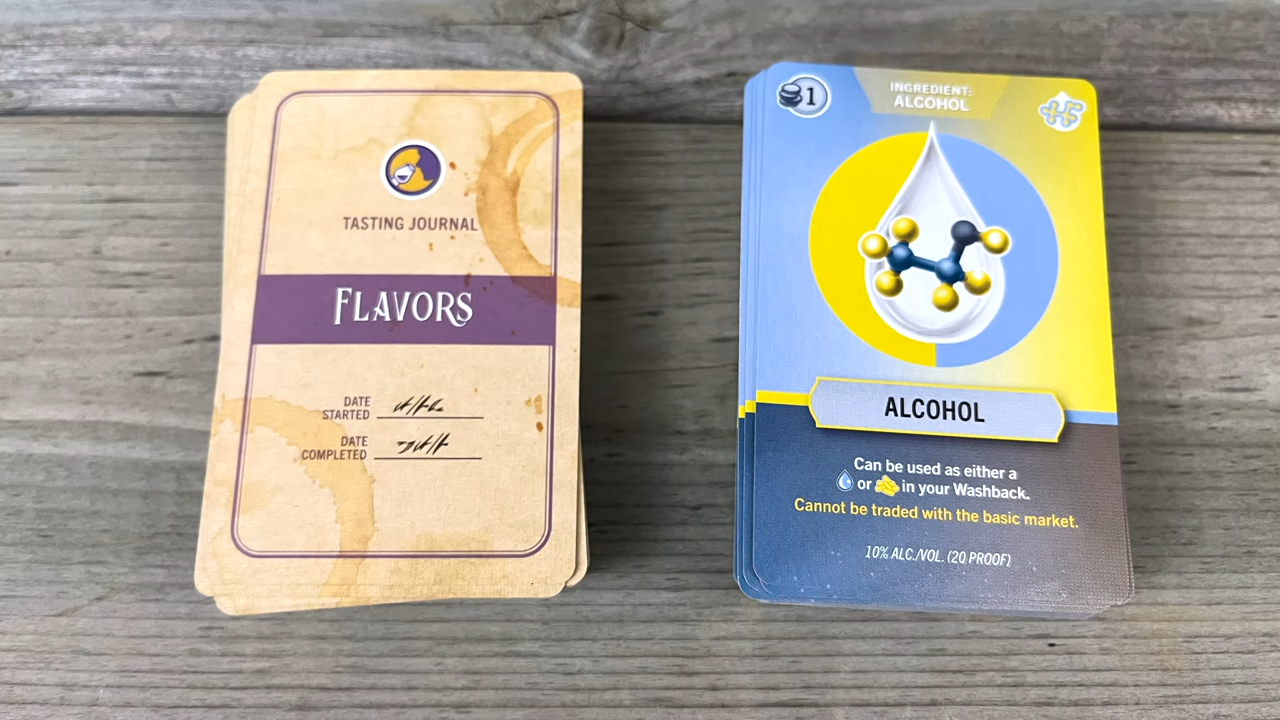 TASTING JOURNAL
FLAVORS
DATE
STARTED
DATE
COMPLETED
1
INGREDIENT:
ALCOHOL
ALCOHOL
Can be used as either a
or in your Washback.
Cannot be traded with the basic market.
10% ALC./VOL. (20 PROOF)